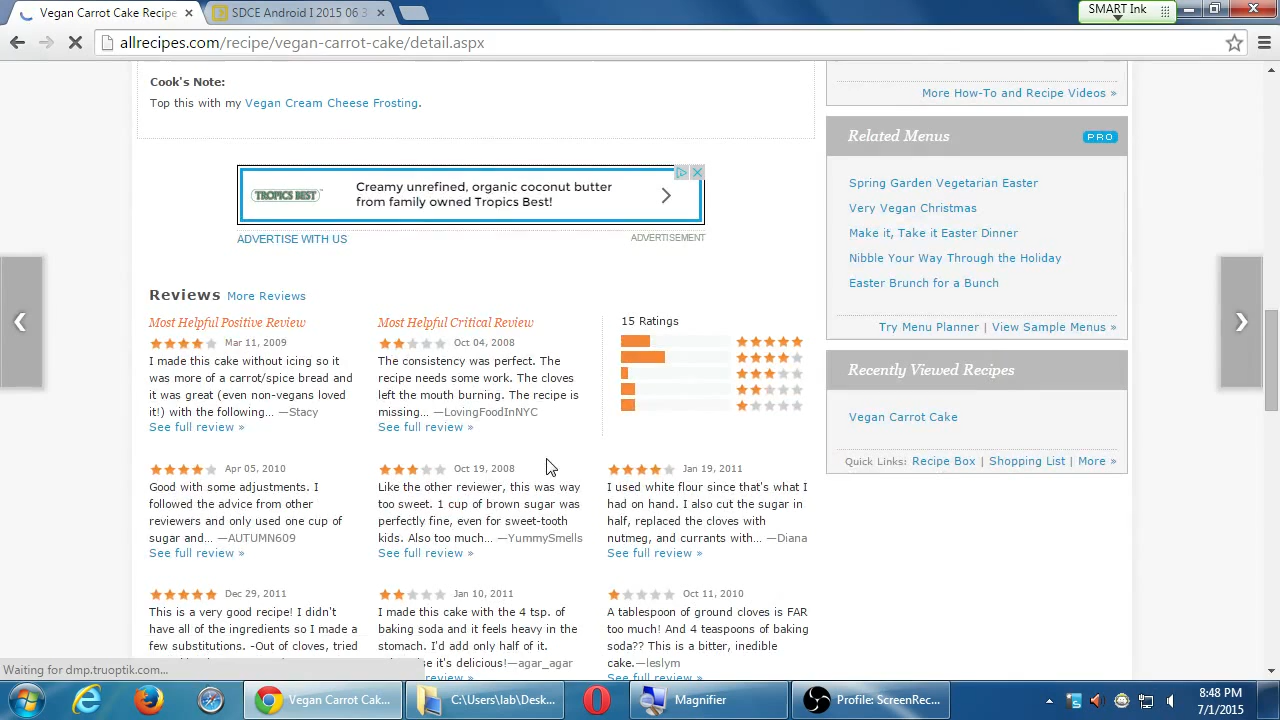 Vegan Carrot Cake Recipe
SDCE Android I 2015 06 3
SMART Ink
allrecipes.com/recipe/vegan-carrot-cake/detail.aspx
Cook's Note:
Top this with my Vegan Cream Cheese Frosting.
TROPICS BEST
Creamy unrefined, organic coconut butter
from family owned Tropics Best!
ADVERTISE WITH US
ADVERTISEMENT
Reviews More Reviews
Most Helpful Positive Review
Mar 11, 2009
I made this cake without icing so it
was more of a carrot/spice bread and
it was great (even non-vegans loved
it!) with the following... —Stacy
See full review »
Most Helpful Critical Review
Oct 04, 2008
The consistency was perfect. The
recipe needs some work. The cloves
left the mouth burning. The recipe is
missing... —LovingFoodInNYC
See full review »
15 Ratings
Apr 05, 2010
Good with some adjustments. I
followed the advice from other
reviewers and only used one cup of
sugar and... —AUTUMN609
See full review »
Oct 19, 2008
Like the other reviewer, this was way
too sweet. 1 cup of brown sugar was
perfectly fine, even for sweet-tooth
kids. Also too much... —YummySmells
See full review »
Jan 19, 2011
I used white flour since that's what I
had on hand. I also cut the sugar in
half, replaced the cloves with
nutmeg, and currants with... —Diana
See full review »
Dec 29, 2011
This is a very good recipe! I didn't
have all of the ingredients so I made a
few substitutions. -Out of cloves, tried
Jan 10, 2011
I made this cake with the 4 tsp. of
baking soda and it feels heavy in the
stomach. I'd add only half of it.
it's delicious!—agar_agar
Oct 11, 2010
A tablespoon of ground cloves is FAR
too much! And 4 teaspoons of baking
soda?? This is a bitter, inedible
cake.—leslym
See full review »
More How-To and Recipe Videos »
Related Menus
PRO
Spring Garden Vegetarian Easter
Very Vegan Christmas
Make it, Take it Easter Dinner
Nibble Your Way Through the Holiday
Easter Brunch for a Bunch
Try Menu Planner | View Sample Menus »
Recently Viewed Recipes
Vegan Carrot Cake
Quick Links: Recipe Box | Shopping List | More »
Waiting for dmp.truoptik.com...
Vegan Carrot Cak...
C:\Users\lab\Desk...
Magnifier
Profile: ScreenRec...
8:48 PM
7/1/2015